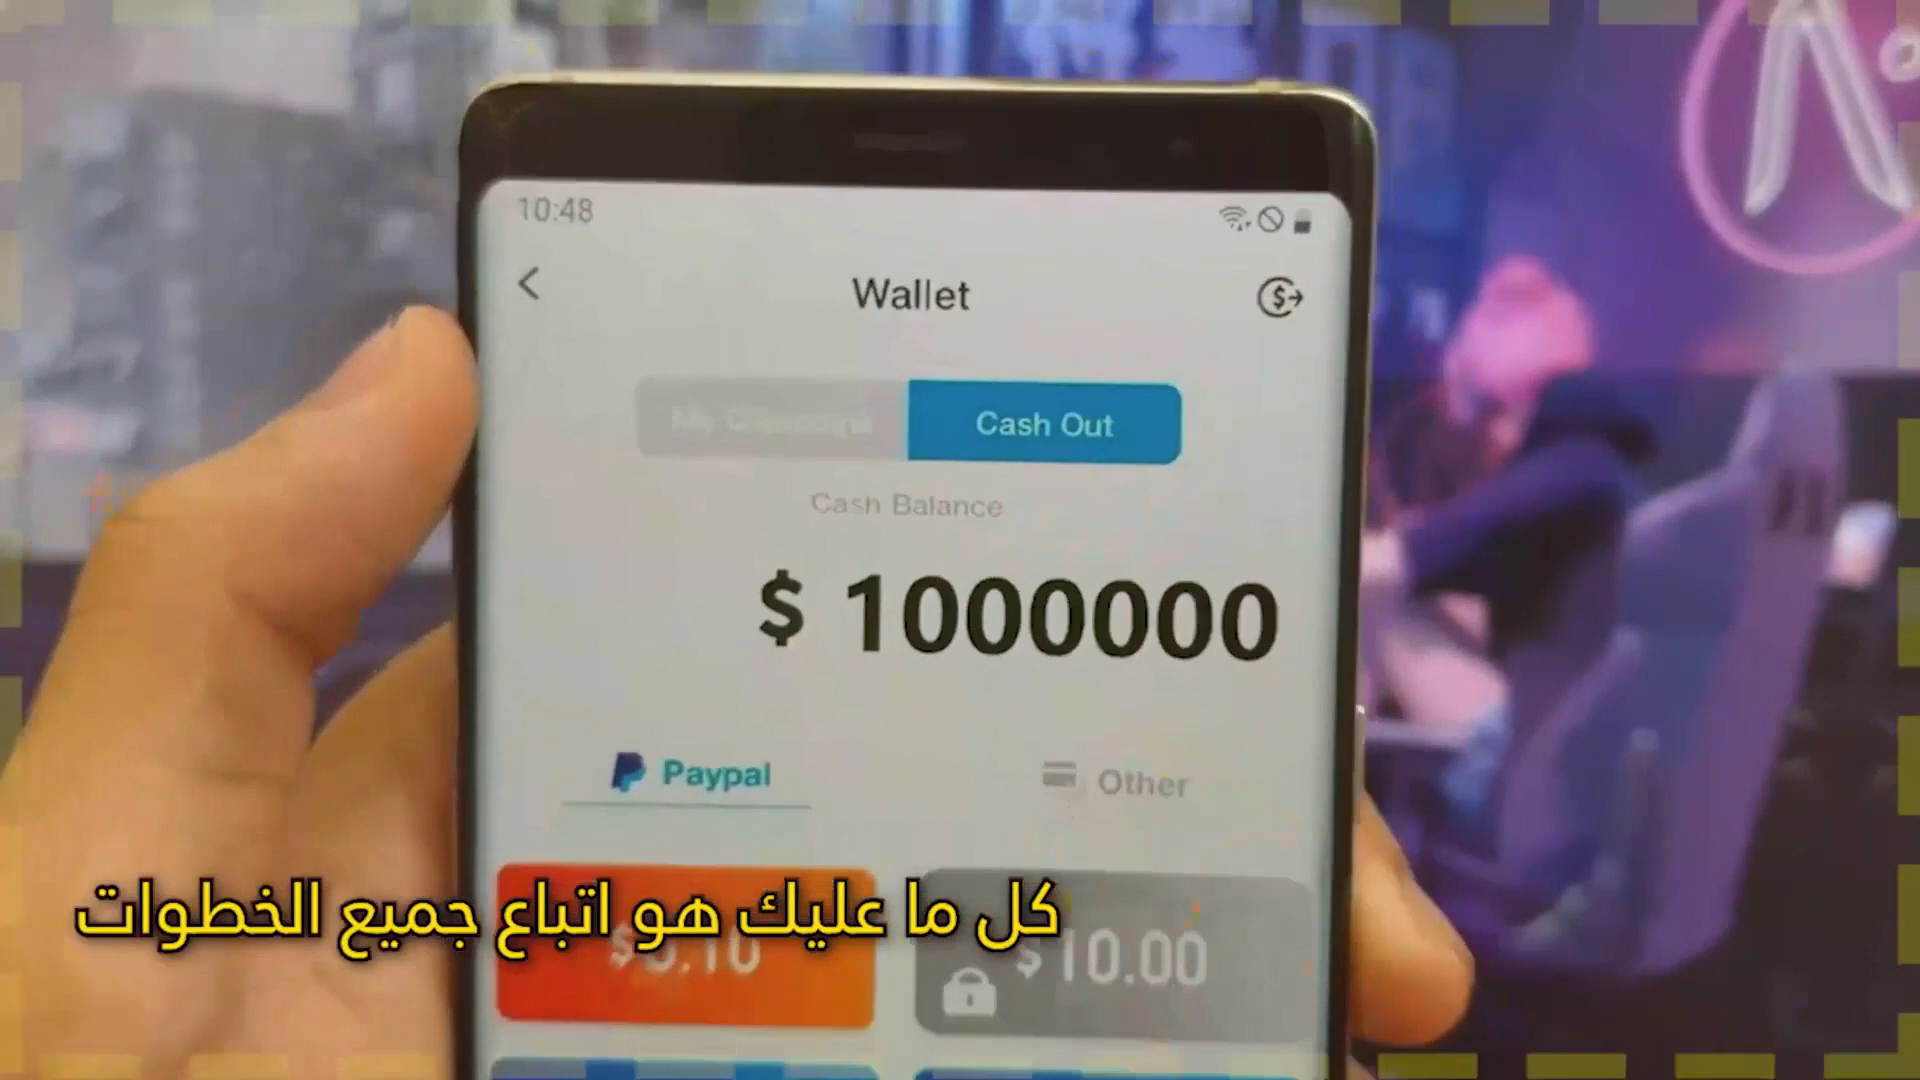 10:48
Wallet
Cash Out
Cash Balance
$ 1000000
Paypal
Other
كل ما عليك هو اتباع جميع الخطوات
$10.00